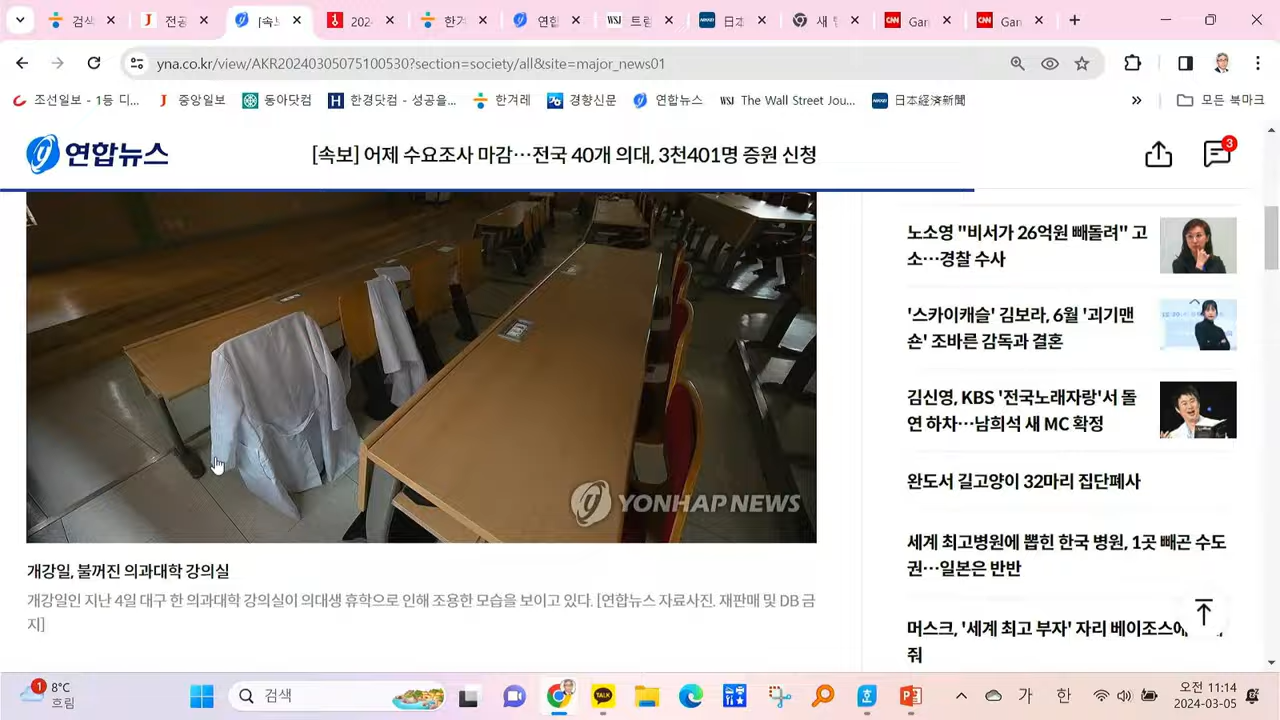 검색
전공
[속보
202
한겨
연합
WSJ
트럼
NIKKEI
日本
새 탭
CNN
Gan
CNN
Gan
yna.co.kr/view/AKR20240305075100530?section=society/all&site=major_news01
조선일보 - 1등 디...
중앙일보
동아닷컴
한경닷컴 - 성공을...
한겨레
경향신문
연합뉴스
WSJ The Wall Street Jou...
NIKKEI 日本経済新聞
모든 북마크
연합뉴스
[속보] 어제 수요조사 마감…전국 40개 의대, 3천401명 증원 신청
3
YONHAP NEWS
개강일, 불꺼진 의과대학 강의실
개강일인 지난 4일 대구 한 의과대학 강의실이 의대생 휴학으로 인해 조용한 모습을 보이고 있다. [연합뉴스 자료사진. 재판매 및 DB 금
지]
노소영 "비서가 26억원 빼돌려" 고
소…경찰 수사
'스카이캐슬' 김보라, 6월 '괴기맨
숀' 조바른 감독과 결혼
김신영, KBS '전국노래자랑'서 돌
연 하차…남희석 새 MC 확정
완도서 길고양이 32마리 집단폐사
세계 최고병원에 뽑힌 한국 병원, 1곳 빼곤 수도
권…일본은 반반
머스크, '세계 최고 부자' 자리 베이조스에
줘
1
8°C
흐림
검색
TALK
가
한
오전 11:14
2024-03-05